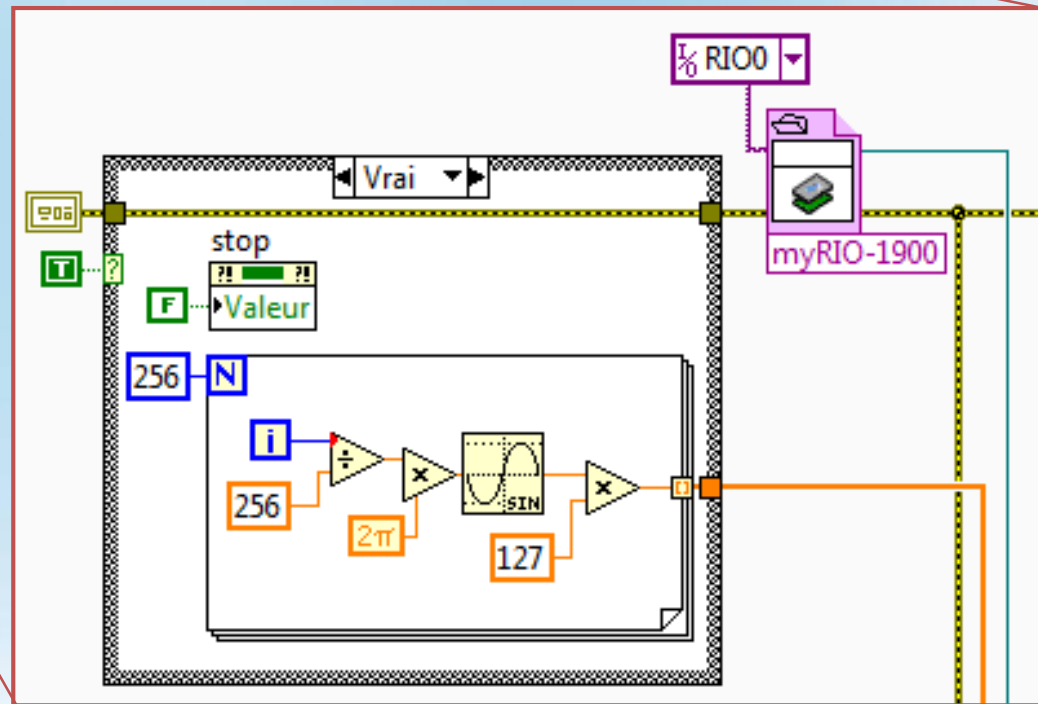 I/O RIO0
Vrai
?
T
stop
?! ?!
F
Valeur
myRIO-1900
256
N
i
÷
×
256
2π
SIN
×
127
[]